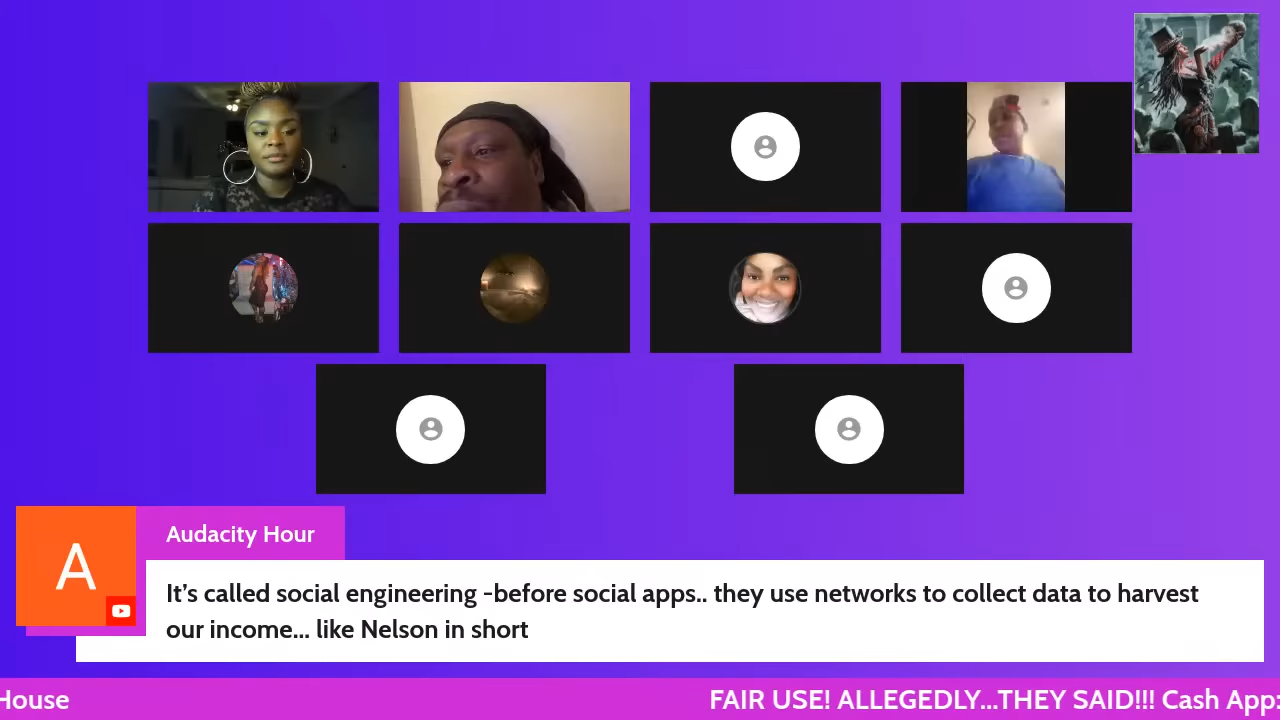 A
Audacity Hour
It’s called social engineering -before social apps.. they use networks to collect data to harvest
our income... like Nelson in short
House FAIR USE! ALLEGEDLY...THEY SAID!!! Cash App: